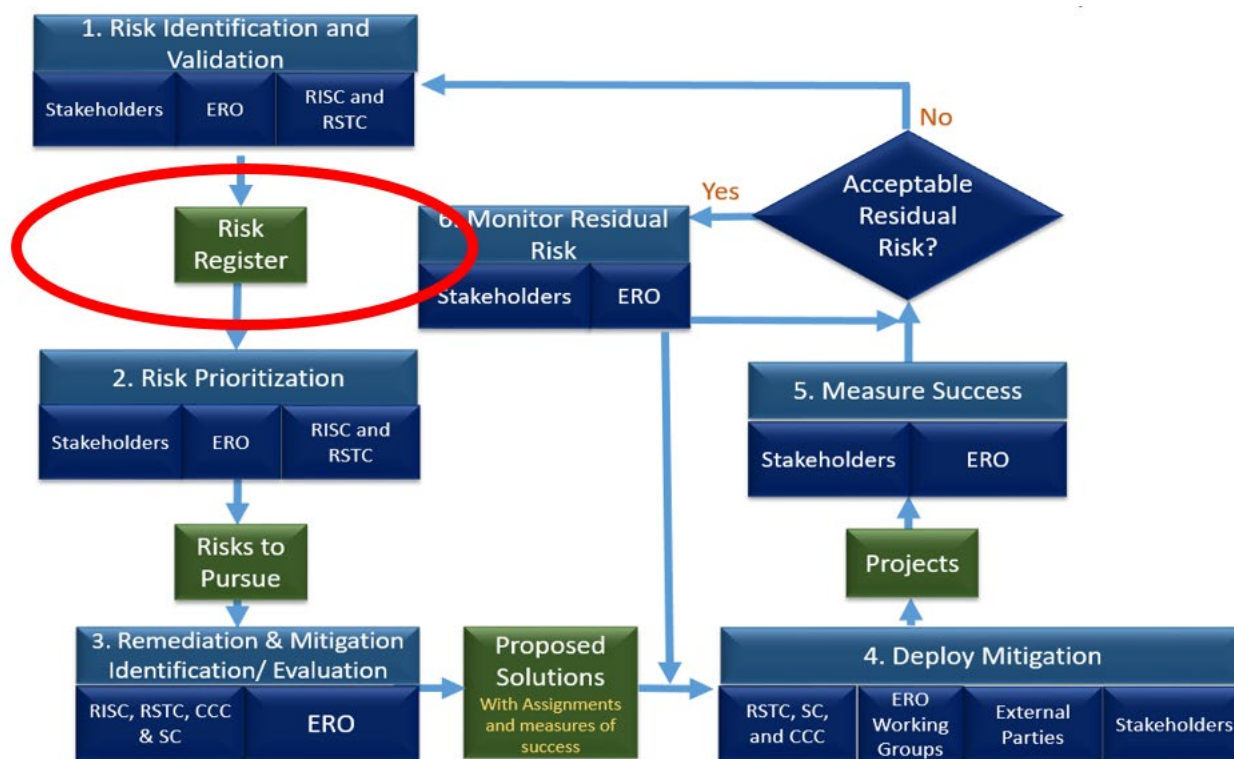 1. Risk Identification and
Validation
Stakeholders
ERO
RISC and
RSTC
Risk
Register
2. Risk Prioritization
Stakeholders
ERO
RISC and
RSTC
Risks to
Pursue
3. Remediation & Mitigation
Identification/ Evaluation
RISC, RSTC, CCC
& SC
ERO
Proposed
Solutions
With Assignments
and measures of
success
4. Deploy Mitigation
RSTC, SC,
and CCC
ERO
Working
Groups
External
Parties
Stakeholders
Projects
5. Measure Success
Stakeholders
ERO
Acceptable
Residual
Risk?
No
Yes
6. Monitor Residual
Risk
Stakeholders
ERO